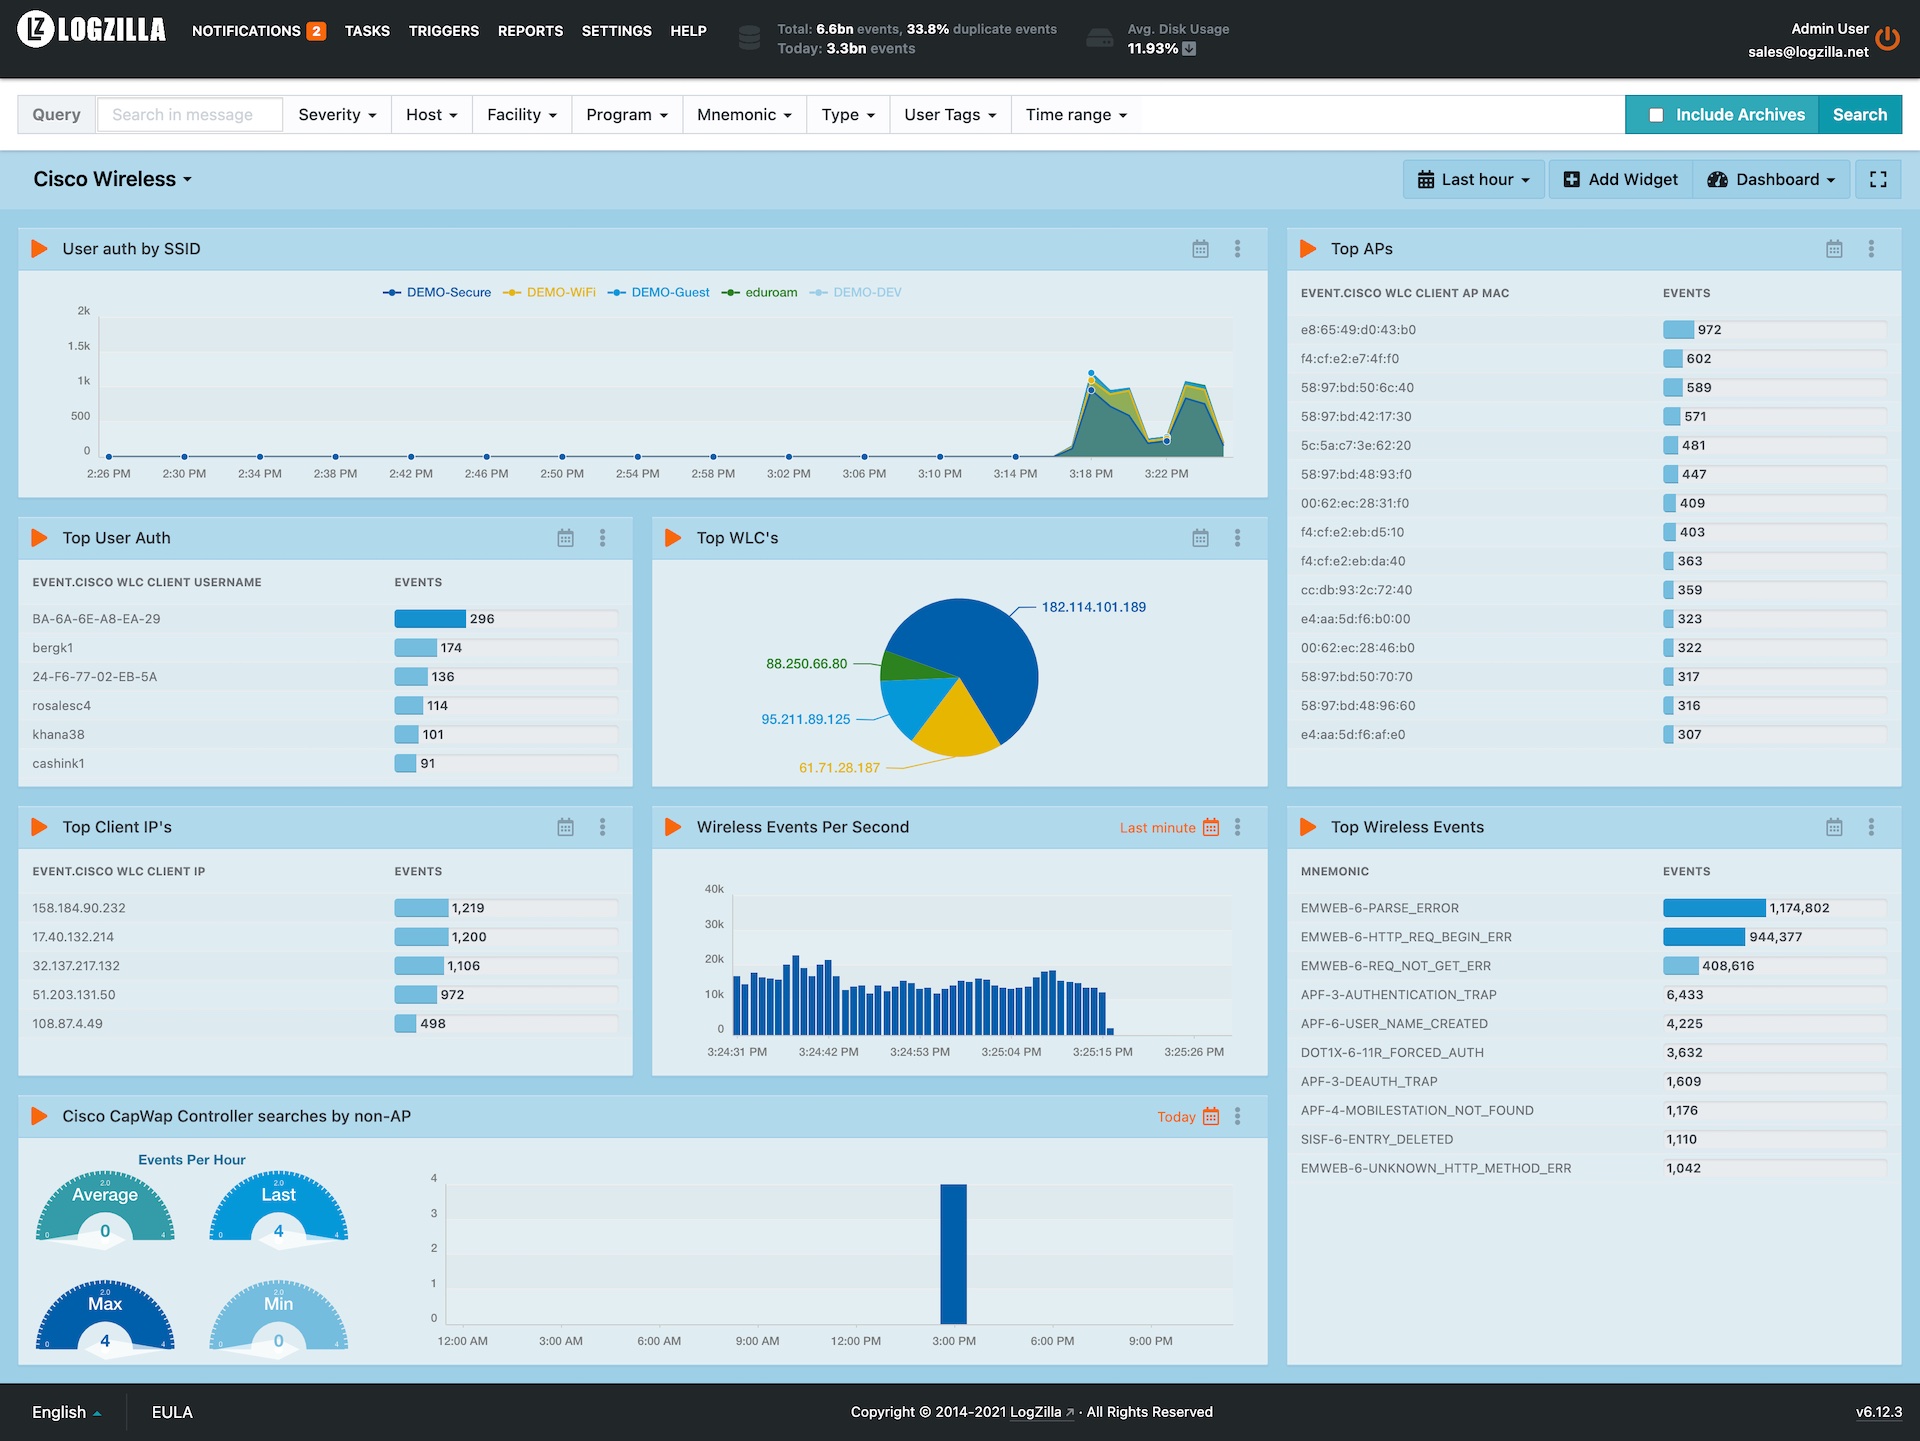 LZ LOGZILLA NOTIFICATIONS 2 TASKS TRIGGERS REPORTS SETTINGS HELP
Total: 6.6bn events, 33.8% duplicate events
Today: 3.3bn events
Avg. Disk Usage
11.93%
Admin User
sales@logzilla.net
Query Search in message Severity Host Facility Program Mnemonic Type User Tags Time range Include Archives Search
Cisco Wireless Last hour Add Widget Dashboard
User auth by SSID
DEMO-Secure DEMO-WiFi DEMO-Guest eduroam DEMO-DEV
2k
1.5k
1k
500
0
2:26 PM 2:30 PM 2:34 PM 2:38 PM 2:42 PM 2:46 PM 2:50 PM 2:54 PM 2:58 PM 3:02 PM 3:06 PM 3:10 PM 3:14 PM 3:18 PM 3:22 PM
Top APs
EVENT.CISCO WLC CLIENT AP MAC EVENTS
e8:65:49:d0:43:b0 972
f4:cf:e2:e7:4f:f0 602
58:97:bd:50:6c:40 589
58:97:bd:42:17:30 571
5c:5a:c7:3e:62:20 481
58:97:bd:48:93:f0 447
00:62:ec:28:31:f0 409
f4:cf:e2:eb:d5:10 403
f4:cf:e2:eb:da:40 363
cc:db:93:2c:72:40 359
e4:aa:5d:f6:b0:00 323
00:62:ec:28:46:b0 322
58:97:bd:50:70:70 317
58:97:bd:48:96:60 316
e4:aa:5d:f6:af:e0 307
Top User Auth
EVENT.CISCO WLC CLIENT USERNAME EVENTS
BA-6A-6E-A8-EA-29 296
bergk1 174
24-F6-77-02-EB-5A 136
rosalesc4 114
khana38 101
cashink1 91
Top WLC's
182.114.101.189
88.250.66.80
95.211.89.125
61.71.28.187
Top Client IP's
EVENT.CISCO WLC CLIENT IP EVENTS
158.184.90.232 1,219
17.40.132.214 1,200
32.137.217.132 1,106
51.203.131.50 972
108.87.4.49 498
Wireless Events Per Second Last minute
40k
30k
20k
10k
0
3:24:31 PM 3:24:42 PM 3:24:53 PM 3:25:04 PM 3:25:15 PM 3:25:26 PM
Top Wireless Events
MNEMONIC EVENTS
EMWEB-6-PARSE_ERROR 1,174,802
EMWEB-6-HTTP_REQ_BEGIN_ERR 944,377
EMWEB-6-REQ_NOT_GET_ERR 408,616
APF-3-AUTHENTICATION_TRAP 6,433
APF-6-USER_NAME_CREATED 4,225
DOT1X-6-11R_FORCED_AUTH 3,632
APF-3-DEAUTH_TRAP 1,609
APF-4-MOBILESTATION_NOT_FOUND 1,176
SISF-6-ENTRY_DELETED 1,110
EMWEB-6-UNKNOWN_HTTP_METHOD_ERR 1,042
Cisco CapWap Controller searches by non-AP Today
Events Per Hour
2.0 2.0
Average Last
0 0 4 0 4 4
2.0 2.0
Max Min
0 4 4 0 0 4
4
3
2
1
0
12:00 AM 3:00 AM 6:00 AM 9:00 AM 12:00 PM 3:00 PM 6:00 PM 9:00 PM
English EULA Copyright © 2014-2021 LogZilla · All Rights Reserved v6.12.3